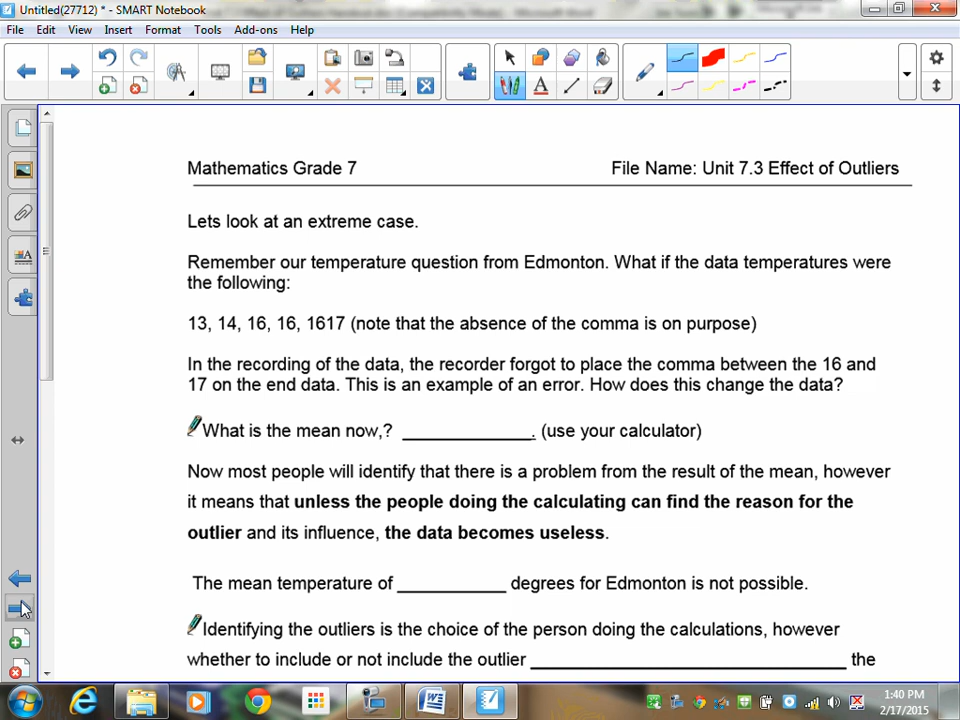 Untitled(27712) * - SMART Notebook
File Edit View Insert Format Tools Add-ons Help
Mathematics Grade 7 File Name: Unit 7.3 Effect of Outliers
Lets look at an extreme case.
Remember our temperature question from Edmonton. What if the data temperatures were
the following:
13, 14, 16, 16, 1617 (note that the absence of the comma is on purpose)
In the recording of the data, the recorder forgot to place the comma between the 16 and
17 on the end data. This is an example of an error. How does this change the data?
What is the mean now,? _____________. (use your calculator)
Now most people will identify that there is a problem from the result of the mean, however
it means that unless the people doing the calculating can find the reason for the
outlier and its influence, the data becomes useless.
The mean temperature of ___________ degrees for Edmonton is not possible.
Identifying the outliers is the choice of the person doing the calculations, however
whether to include or not include the outlier ______________________________ the
1:40 PM
2/17/2015